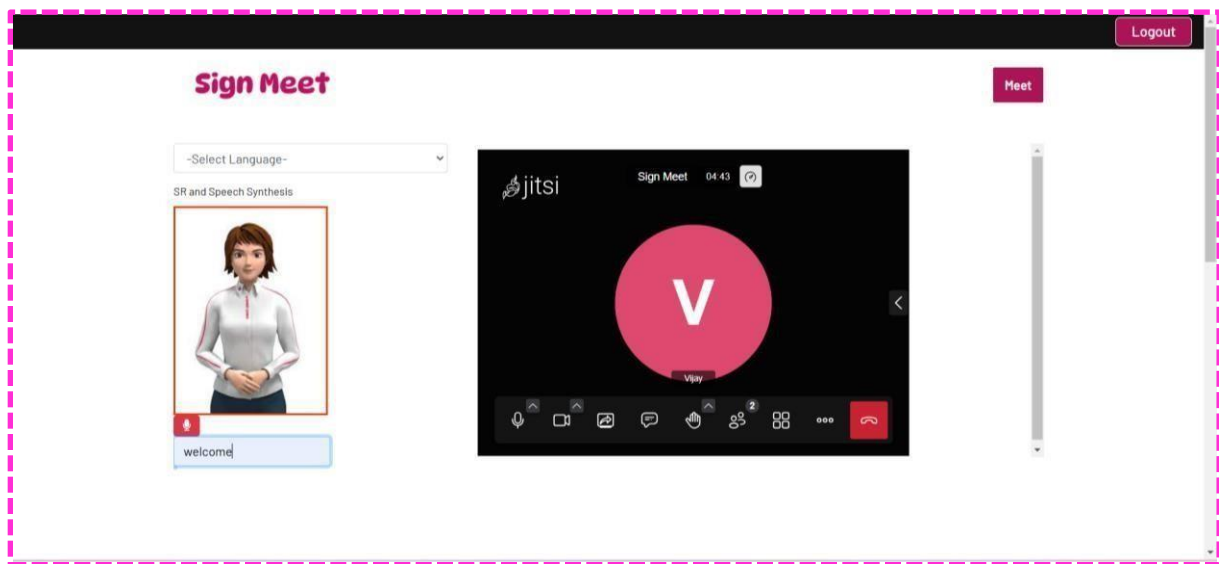 Logout
Sign Meet
Meet
-Select Language-
SR and Speech Synthesis
welcome
jitsi
Sign Meet 04:43
V
Vijay
2